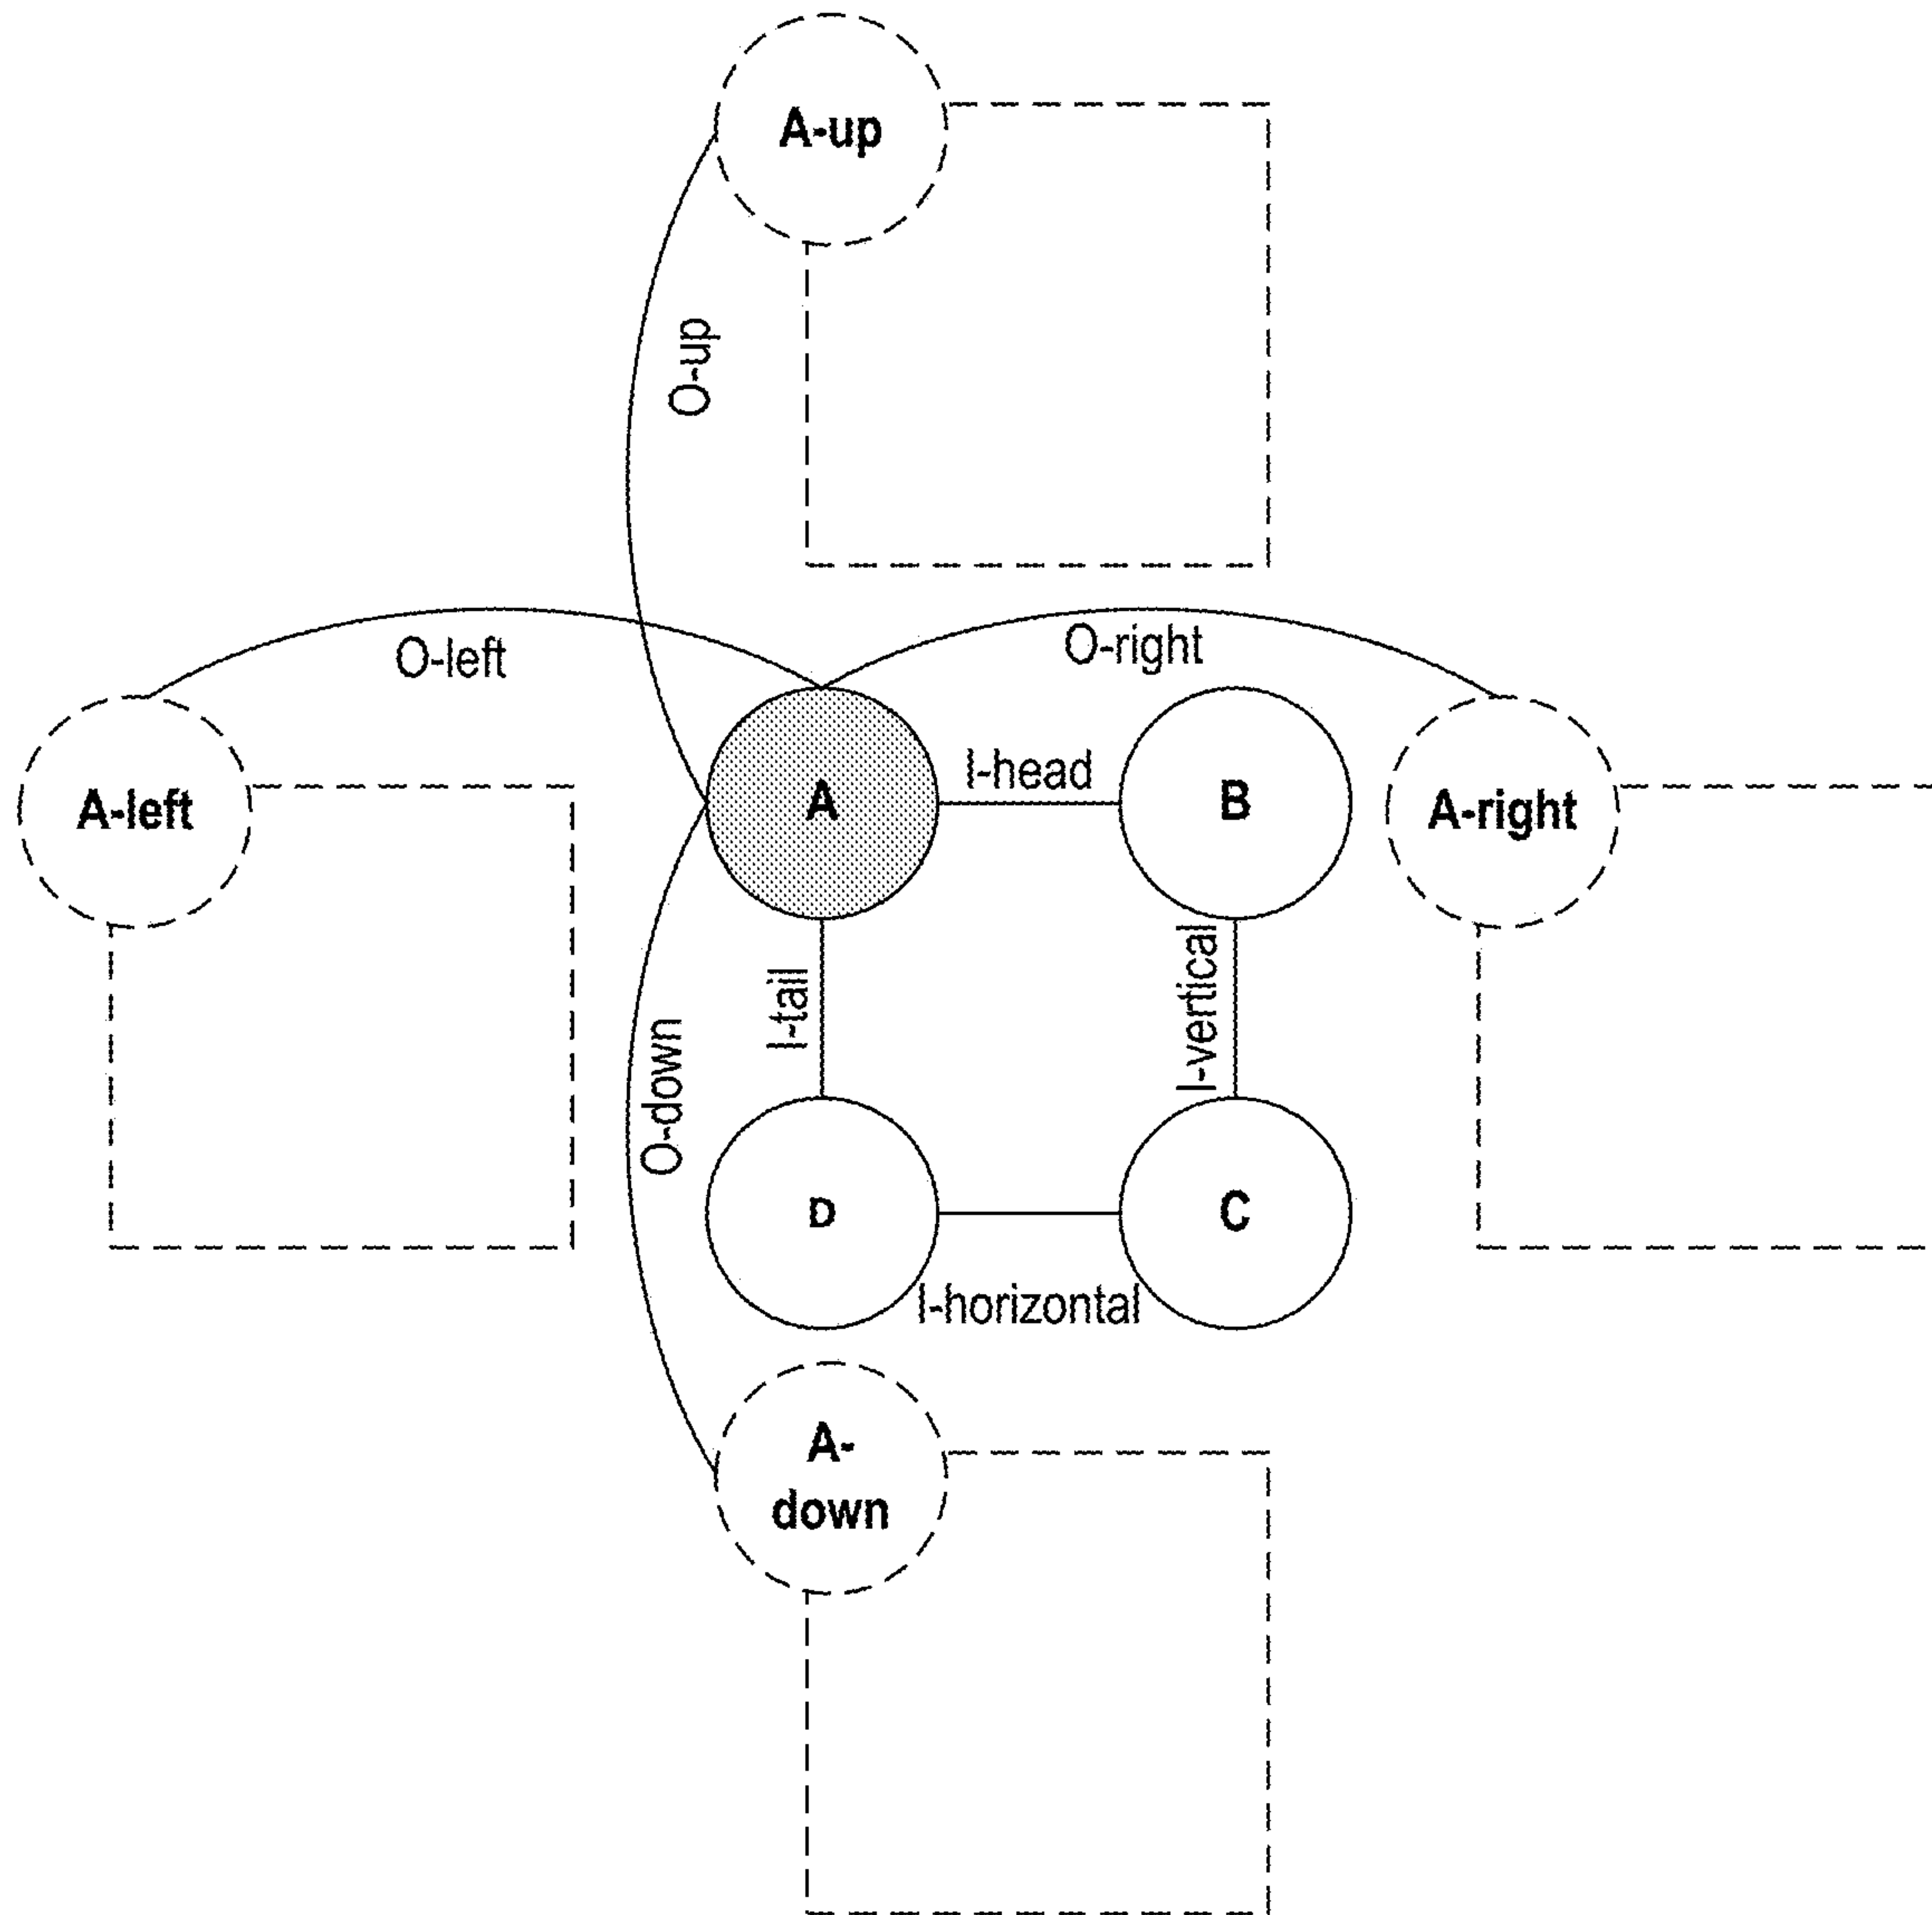 A-up
O-up
O-left
O-right
A-left
A
I-head
B
A-right
I-tail
I-vertical
O-down
D
C
I-horizontal
A-
down